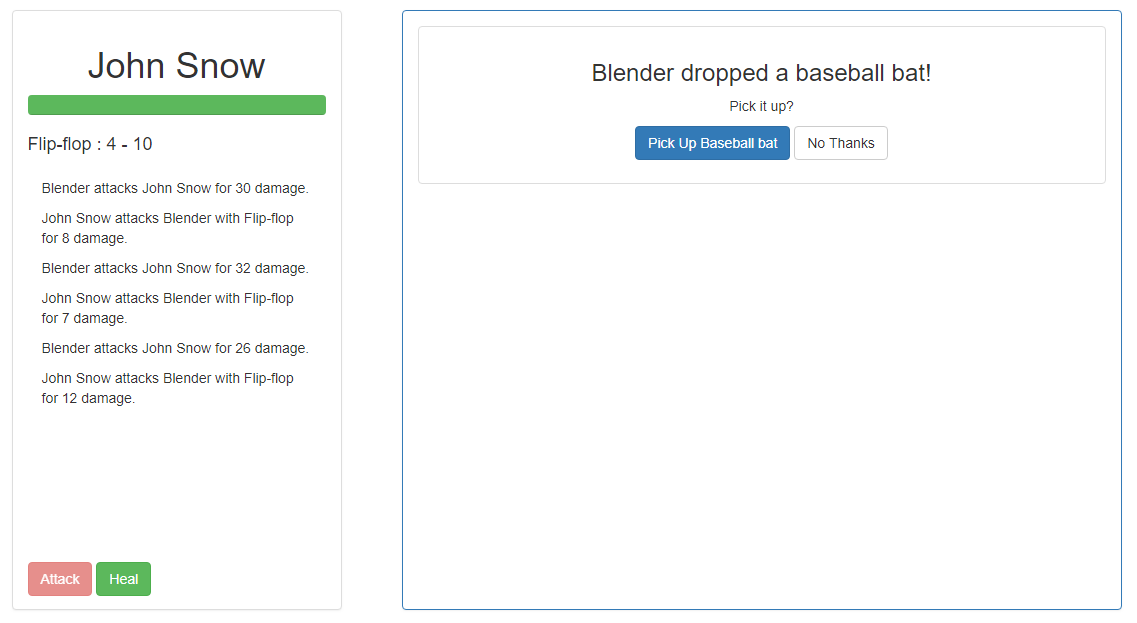 John Snow
Flip-flop : 4 - 10
Blender attacks John Snow for 30 damage.
John Snow attacks Blender with Flip-flop
for 8 damage.
Blender attacks John Snow for 32 damage.
John Snow attacks Blender with Flip-flop
for 7 damage.
Blender attacks John Snow for 26 damage.
John Snow attacks Blender with Flip-flop
for 12 damage.
Attack Heal
Blender dropped a baseball bat!
Pick it up?
Pick Up Baseball bat No Thanks